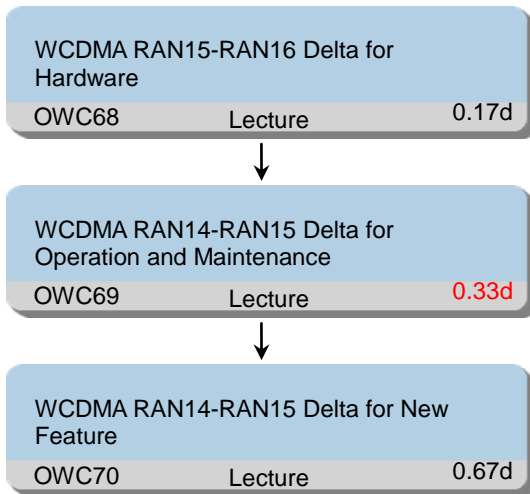 WCDMA RAN15-RAN16 Delta for
Hardware
OWC68 Lecture 0.17d
WCDMA RAN14-RAN15 Delta for
Operation and Maintenance
OWC69 Lecture 0.33d
WCDMA RAN14-RAN15 Delta for New
Feature
OWC70 Lecture 0.67d